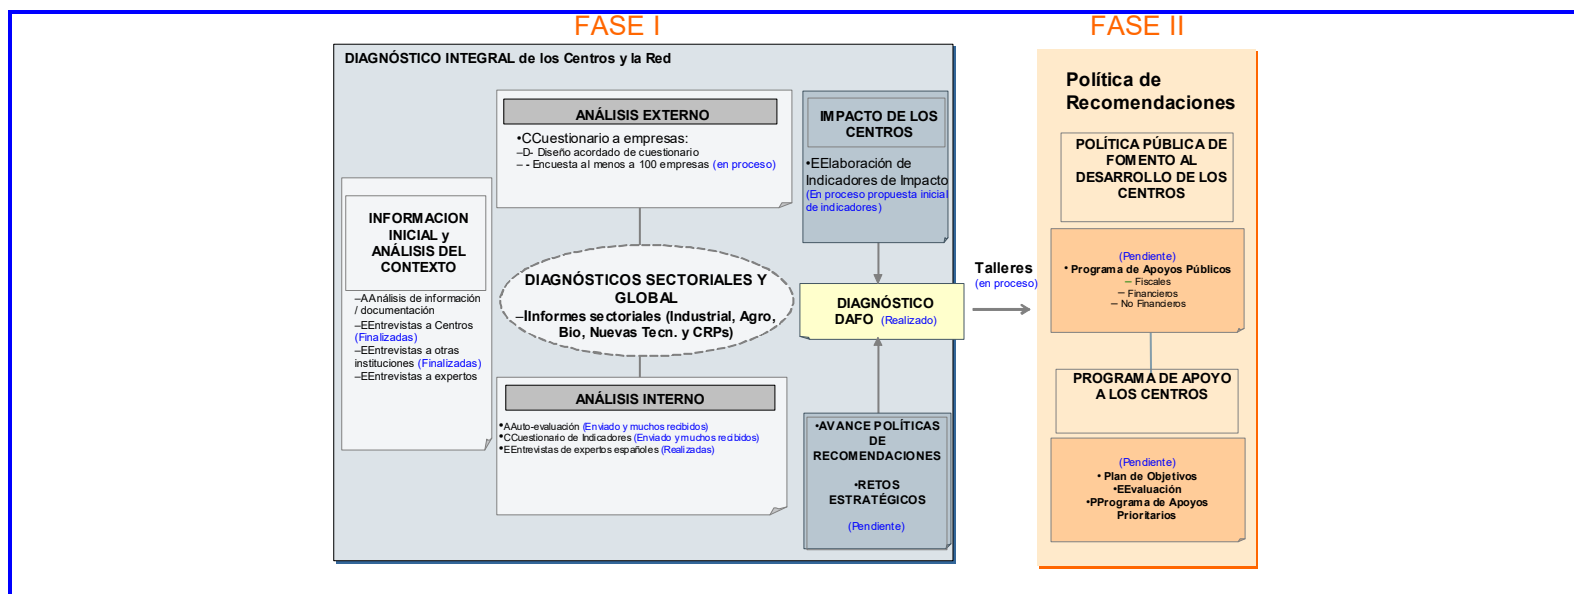 FASE I
FASE II
DIAGNÓSTICO INTEGRAL de los Centros y la Red
INFORMACION
INICIAL y
ANÁLISIS DEL
CONTEXTO
–AAnálisis de información
/ documentación
–EEntrevistas a Centros
(Finalizadas)
–EEntrevistas a otras
instituciones (Finalizadas)
–EEntrevistas a expertos
ANÁLISIS EXTERNO
•CCuestionario a empresas:
–D- Diseño acordado de cuestionario
– - Encuesta al menos a 100 empresas (en proceso)
DIAGNÓSTICOS SECTORIALES Y
GLOBAL
–IInformes sectoriales (Industrial, Agro,
Bio, Nuevas Tecn. y CRPs)
ANÁLISIS INTERNO
•AAuto-evaluación (Enviado y muchos recibidos)
•CCuestionario de Indicadores (Enviado y muchos recibidos)
•EEntrevistas de expertos españoles (Realizadas)
IMPACTO DE LOS
CENTROS
•EElaboración de
Indicadores de Impacto
(En proceso propuesta inicial
de indicadores)
DIAGNÓSTICO
DAFO (Realizado)
•AVANCE POLÍTICAS
DE
RECOMENDACIONES
•RETOS
ESTRATÉGICOS
(Pendiente)
Talleres
(en proceso)
Política de
Recomendaciones
POLÍTICA PÚBLICA DE
FOMENTO AL
DESARROLLO DE LOS
CENTROS
(Pendiente)
• Programa de Apoyos Públicos
– Fiscales
– Financieros
– No Financieros
PROGRAMA DE APOYO
A LOS CENTROS
(Pendiente)
• Plan de Objetivos
•EEvaluación
•PPrograma de Apoyos
Prioritarios